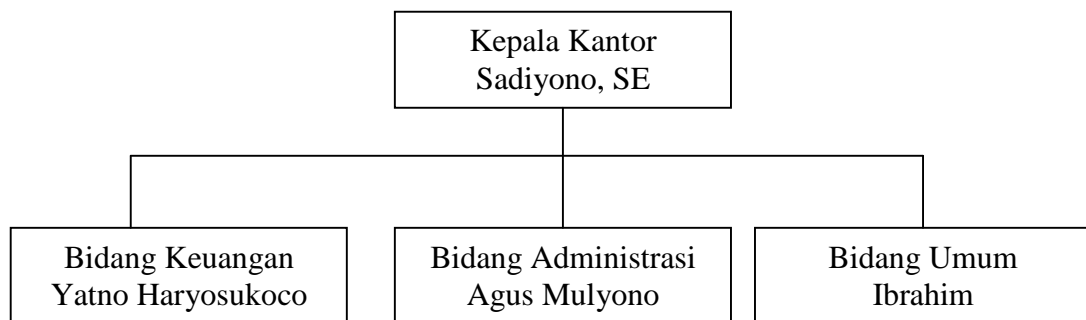 Kepala Kantor
Sadiyono, SE
Bidang Keuangan
Yatno Haryosukoco
Bidang Administrasi
Agus Mulyono
Bidang Umum
Ibrahim